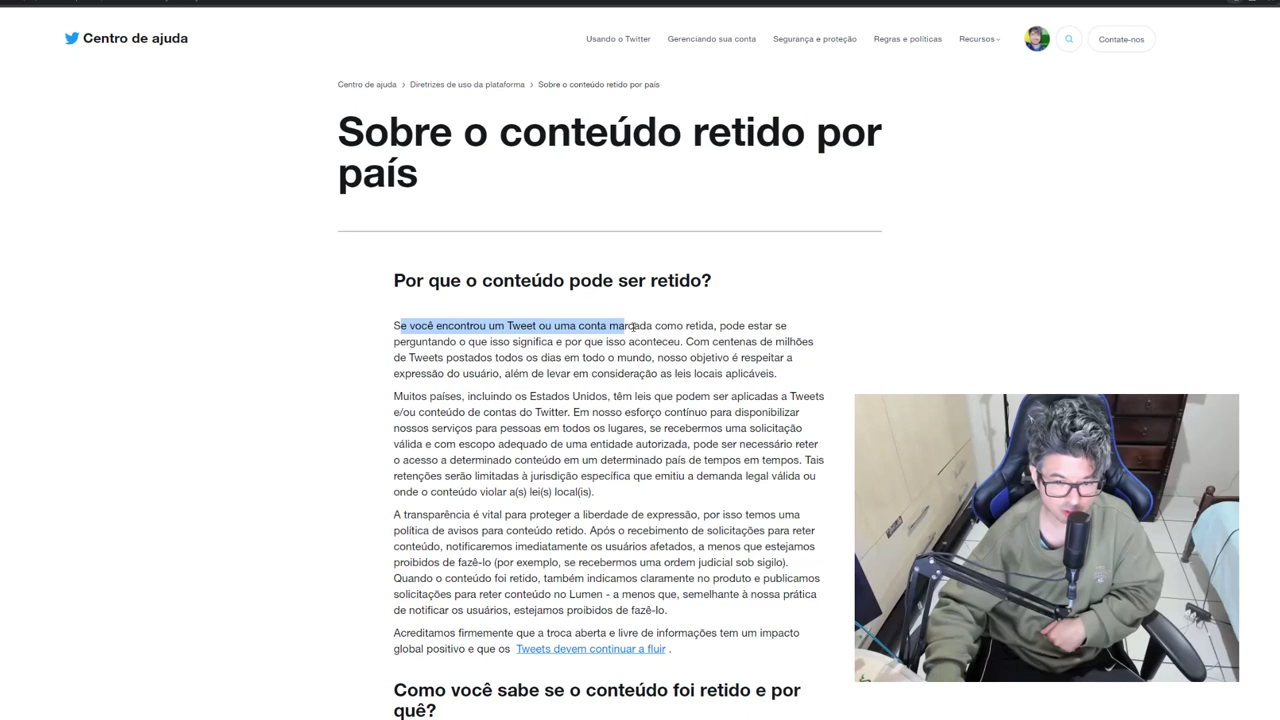 Centro de ajuda
Usando o Twitter Gerenciando sua conta Segurança e proteção Regras e políticas Recursos Contate-nos
Centro de ajuda > Diretrizes de uso da plataforma > Sobre o conteúdo retido por país
Sobre o conteúdo retido por
país
Por que o conteúdo pode ser retido?
Se você encontrou um Tweet ou uma conta marcada como retida, pode estar se
perguntando o que isso significa e por que isso aconteceu. Com centenas de milhões
de Tweets postados todos os dias em todo o mundo, nosso objetivo é respeitar a
expressão do usuário, além de levar em consideração as leis locais aplicáveis.
Muitos países, incluindo os Estados Unidos, têm leis que podem ser aplicadas a Tweets
e/ou conteúdo de contas do Twitter. Em nosso esforço contínuo para disponibilizar
nossos serviços para pessoas em todos os lugares, se recebermos uma solicitação
válida e com escopo adequado de uma entidade autorizada, pode ser necessário reter
o acesso a determinado conteúdo em um determinado país de tempos em tempos. Tais
retenções serão limitadas à jurisdição específica que emitiu a demanda legal válida ou
onde o conteúdo violar a(s) lei(s) local(is).
A transparência é vital para proteger a liberdade de expressão, por isso temos uma
política de avisos para conteúdo retido. Após o recebimento de solicitações para reter
conteúdo, notificaremos imediatamente os usuários afetados, a menos que estejamos
proibidos de fazê-lo (por exemplo, se recebermos uma ordem judicial sob sigilo).
Quando o conteúdo foi retido, também indicamos claramente no produto e publicamos
solicitações para reter conteúdo no Lumen - a menos que, semelhante à nossa prática
de notificar os usuários, estejamos proibidos de fazê-lo.
Acreditamos firmemente que a troca aberta e livre de informações tem um impacto
global positivo e que os Tweets devem continuar a fluir .
Como você sabe se o conteúdo foi retido e por
quê?